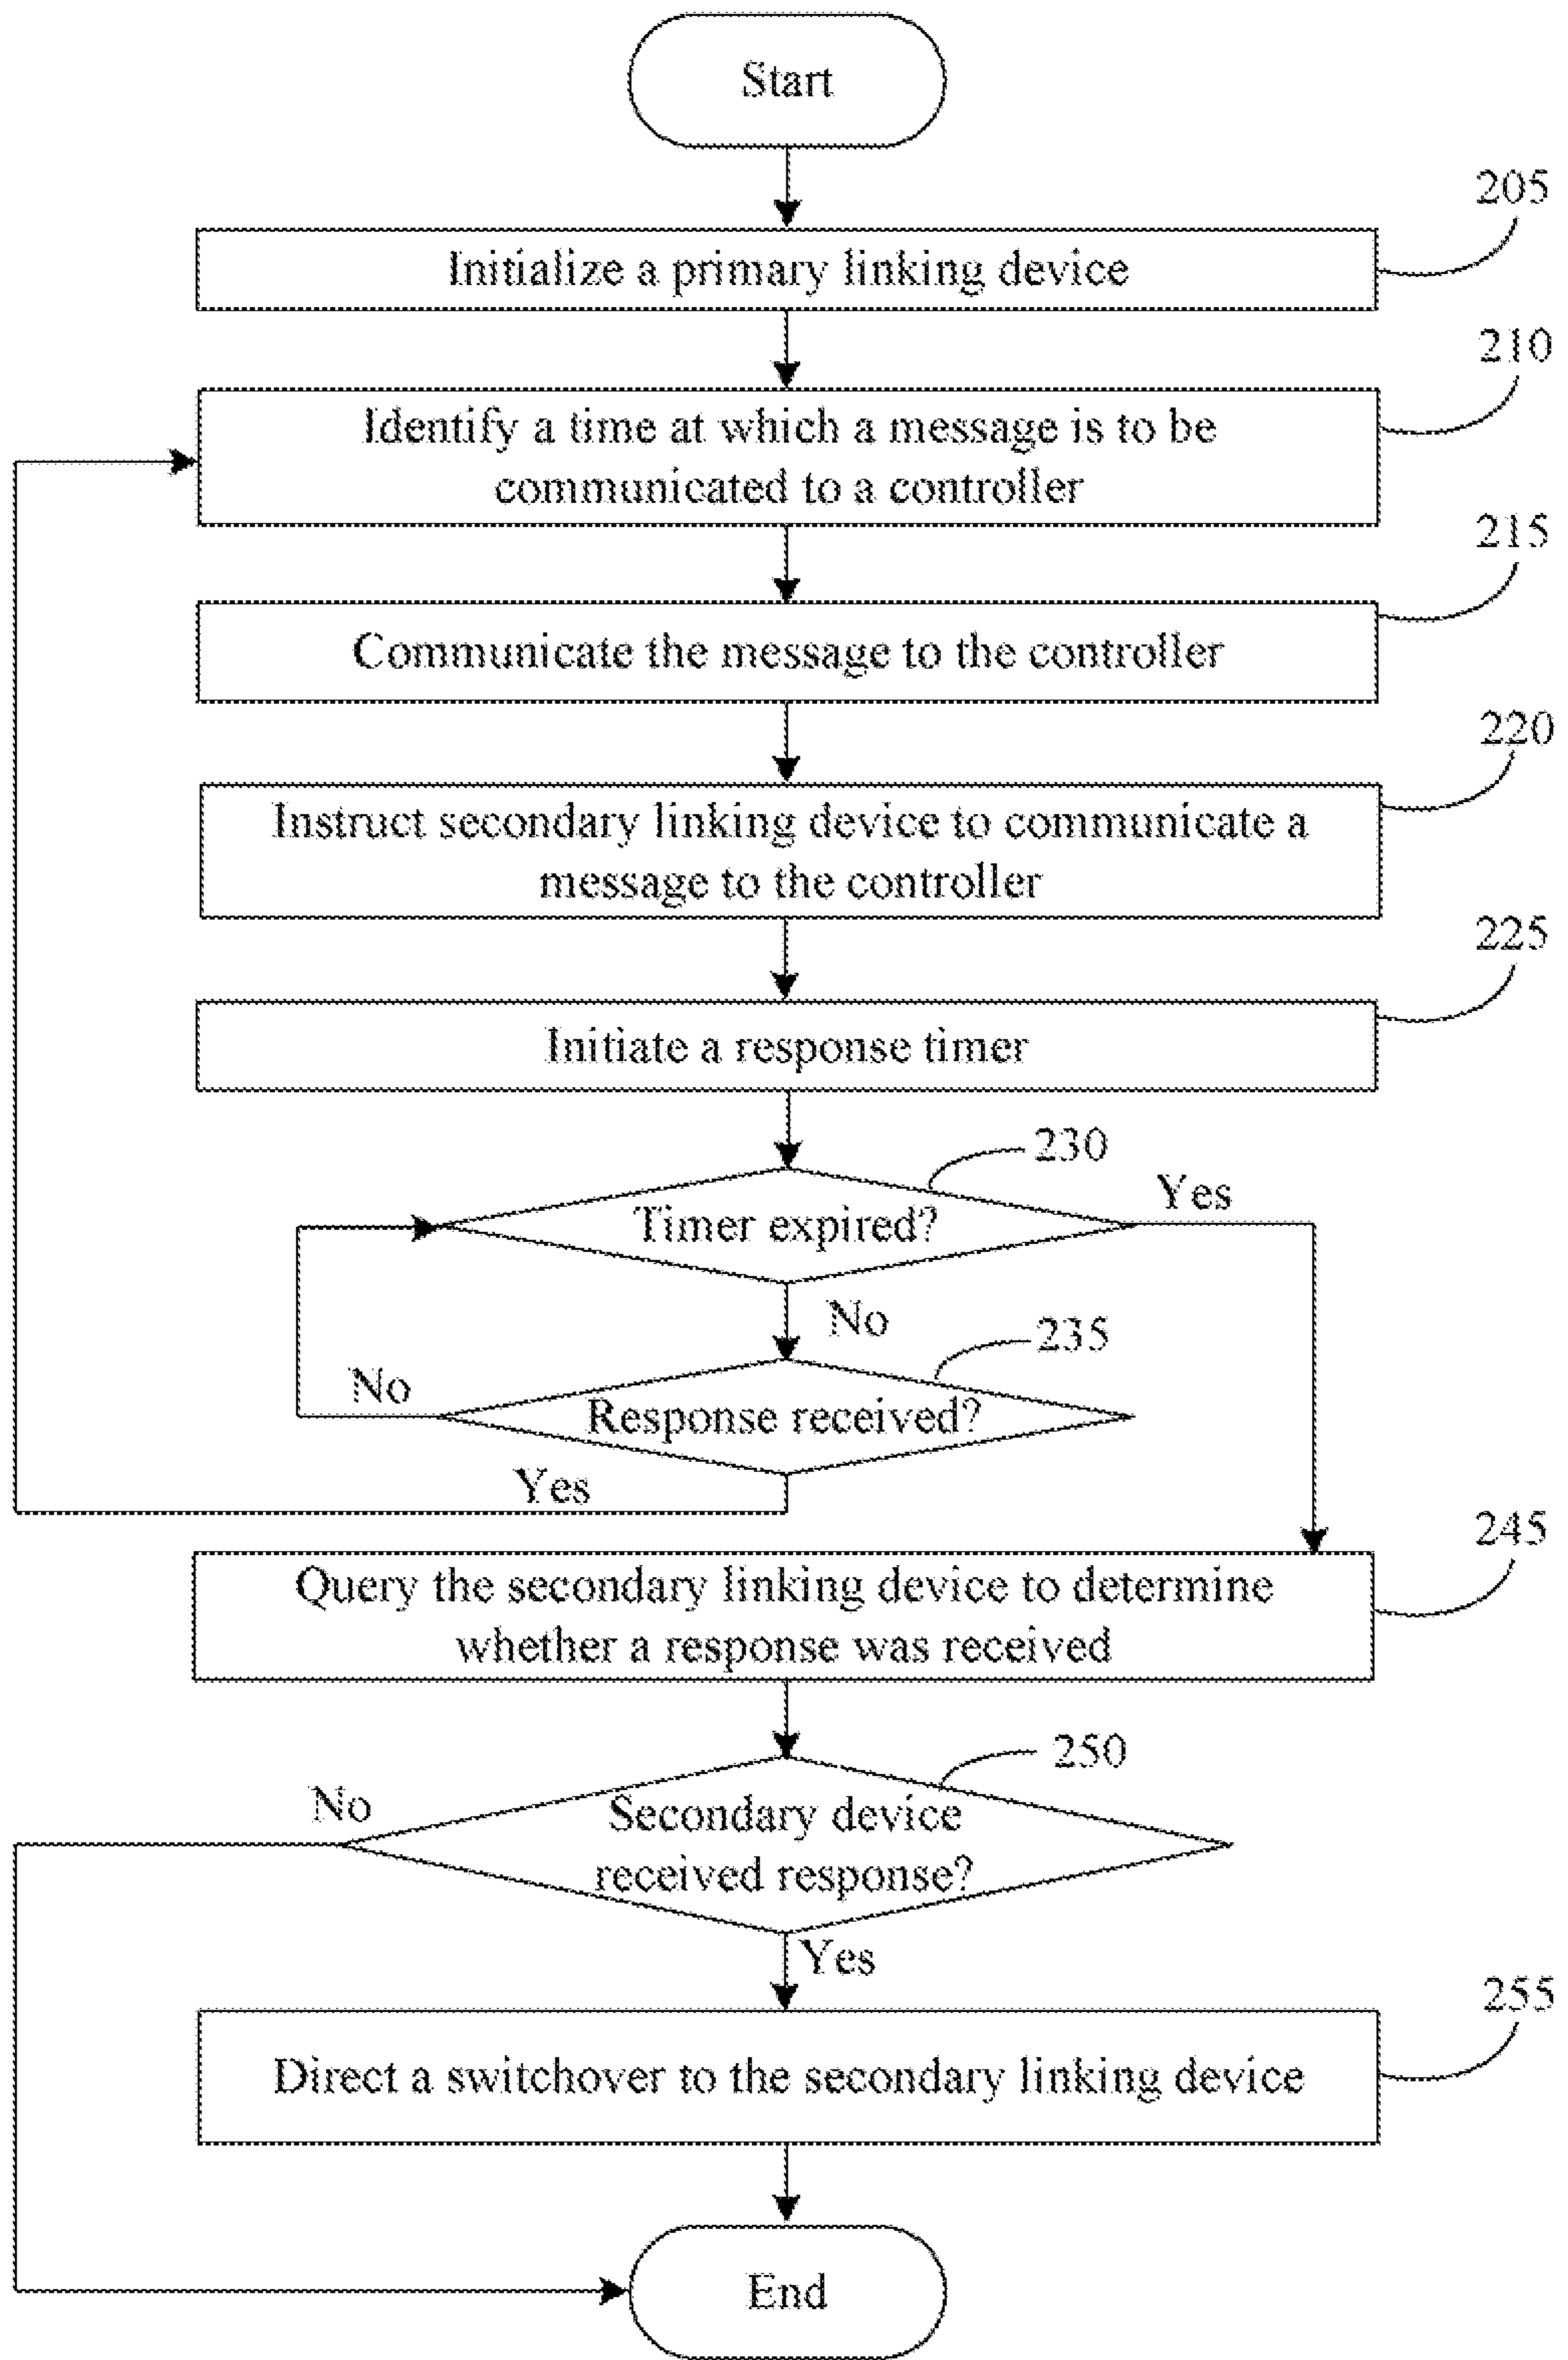 Start
205
Initialize a primary linking device
210
Identify a time at which a message is to be
communicated to a controller
215
Communicate the message to the controller
220
Instruct secondary linking device to communicate a
message to the controller
225
Initiate a response timer
230
Yes
Timer expired?
No
235
No
Response received?
Yes
245
Query the secondary linking device to determine
whether a response was received
250
No
Secondary device
received response?
Yes
255
Direct a switchover to the secondary linking device
End